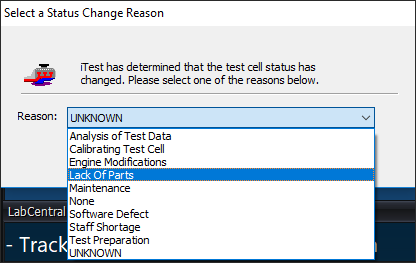 Select a Status Change Reason
iTest has determined that the test cell status has
changed. Please select one of the reasons below.
Reason: UNKNOWN
Analysis of Test Data
Calibrating Test Cell
Engine Modifications
Lack Of Parts
Maintenance
None
Software Defect
Staff Shortage
Test Preparation
UNKNOWN
LabCentral
- Track